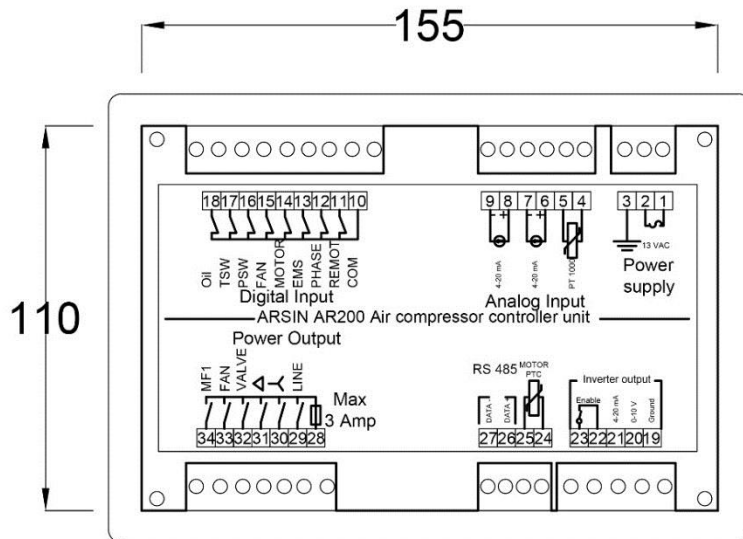 155
110
18 17 16 15 14 13 12 11 10
9 8 7 6 5 4
3 2 1
Oil
TSW
PSW
FAN
MOTOR
EMS
PHASE
REMOT
COM
Digital Input
- +
- +
4-20 mA
4-20 mA
PT 1000
Analog Input
13 VAC
Power
supply
ARSIN AR200 Air compressor controller unit
Power Output
MF1
FAN
VALVE
LINE
Max
3 Amp
34 33 32 31 30 29 28
RS 485
DATA -
DATA +
MOTOR
PTC
27 26 25 24
Inverter output
Enable
4-20 mA
0-10 V
Ground
23 22 21 20 19